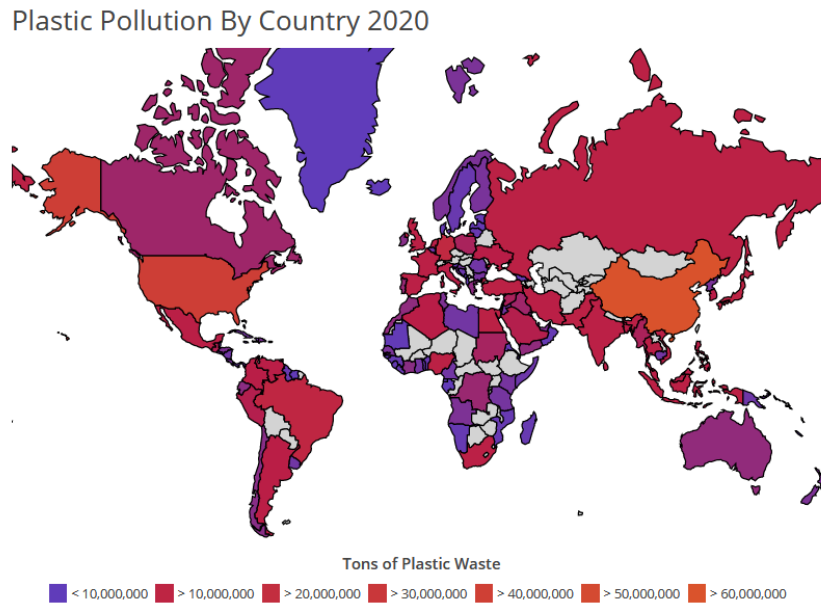 Plastic Pollution By Country 2020
Tons of Plastic Waste
< 10,000,000 > 10,000,000 > 20,000,000 > 30,000,000 > 40,000,000 > 50,000,000 > 60,000,000